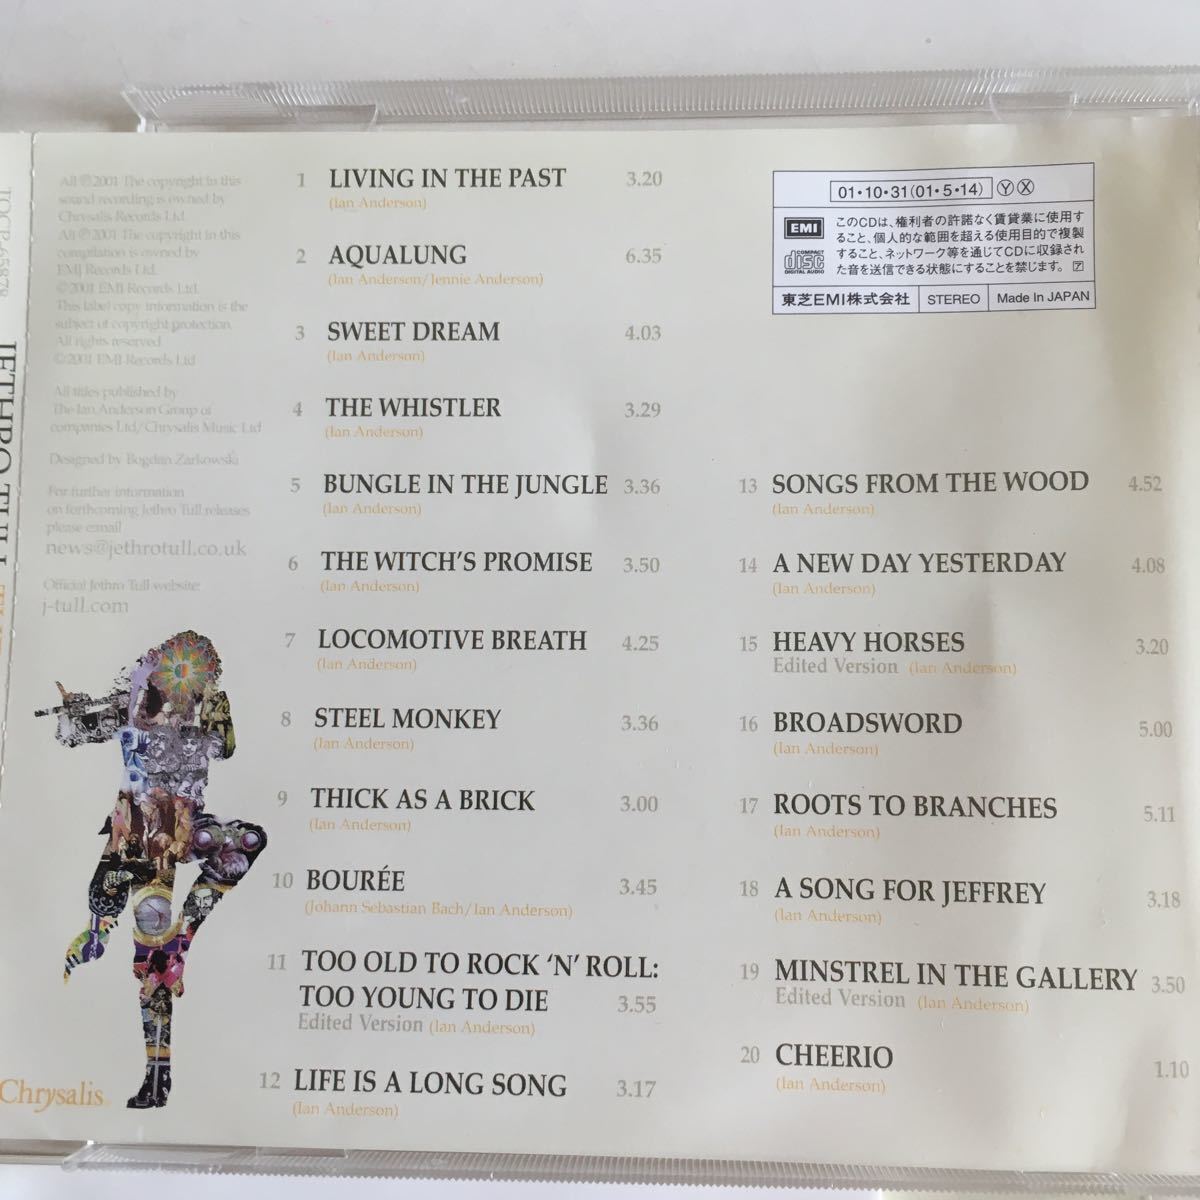 TOCP-65878
JETHRO TULL
All ℗2001 The copyright in this
sound recording is owned by
Chrysalis Records Ltd.
All ℗2001 The copyright in this
compilation is owned by
EMI Records Ltd.
©2001 EMI Records Ltd.
This label copy information is the
subject of copyright protection.
All rights reserved
©2001 EMI Records Ltd
All titles published by
The Ian Anderson Group of
companies Ltd/Chrysalis Music Ltd
Designed by Bogdan Zarkowski
For further information
on forthcoming Jethro Tull releases
please email
news@jethrotull.co.uk
Official Jethro Tull website:
j-tull.com
Chrysalis
1 LIVING IN THE PAST 3.20
(Ian Anderson)
2 AQUALUNG 6.35
(Ian Anderson/Jennie Anderson)
3 SWEET DREAM 4.03
(Ian Anderson)
4 THE WHISTLER 3.29
(Ian Anderson)
5 BUNGLE IN THE JUNGLE 3.36
(Ian Anderson)
6 THE WITCH'S PROMISE 3.50
(Ian Anderson)
7 LOCOMOTIVE BREATH 4.25
(Ian Anderson)
8 STEEL MONKEY 3.36
(Ian Anderson)
9 THICK AS A BRICK 3.00
(Ian Anderson)
10 BOURÉE 3.45
(Johann Sebastian Bach/Ian Anderson)
11 TOO OLD TO ROCK 'N' ROLL:
TOO YOUNG TO DIE 3.55
Edited Version (Ian Anderson)
12 LIFE IS A LONG SONG 3.17
(Ian Anderson)
01・10・31(01・5・14) Ⓨ Ⓧ
EMI
COMPACT
disc
DIGITAL AUDIO
このCDは、権利者の許諾なく賃貸業に使用す
ること、個人的な範囲を超える使用目的で複製
すること、ネットワーク等を通じてCDに収録され
た音を送信できる状態にすることを禁じます。 ア
東芝EMI株式会社 STEREO Made In JAPAN
13 SONGS FROM THE WOOD 4.52
(Ian Anderson)
14 A NEW DAY YESTERDAY 4.08
(Ian Anderson)
15 HEAVY HORSES 3.20
Edited Version (Ian Anderson)
16 BROADSWORD 5.00
(Ian Anderson)
17 ROOTS TO BRANCHES 5.11
(Ian Anderson)
18 A SONG FOR JEFFREY 3.18
(Ian Anderson)
19 MINSTREL IN THE GALLERY 3.50
Edited Version (Ian Anderson)
20 CHEERIO 1.10
(Ian Anderson)